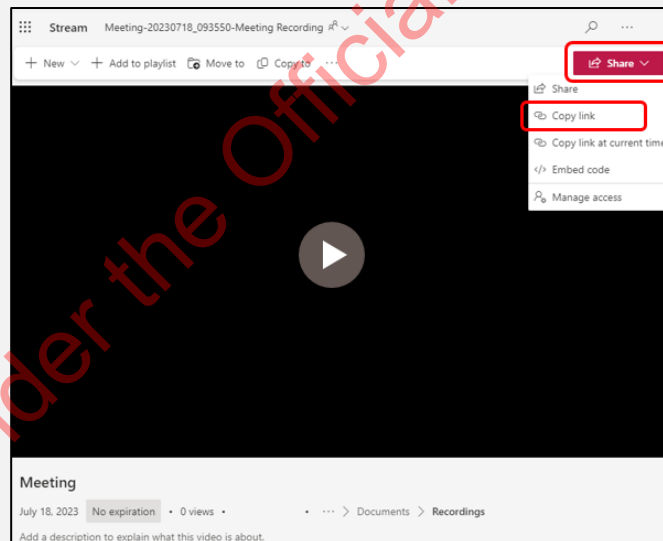 Stream Meeting-20230718_093550-Meeting Recording
+ New + Add to playlist Move to Copy to ... Share
Share
Copy link
Copy link at current time
</> Embed code
Manage access
der the Official
Meeting
July 18, 2023 No expiration • 0 views • • ... > Documents > Recordings
Add a description to explain what this video is about.